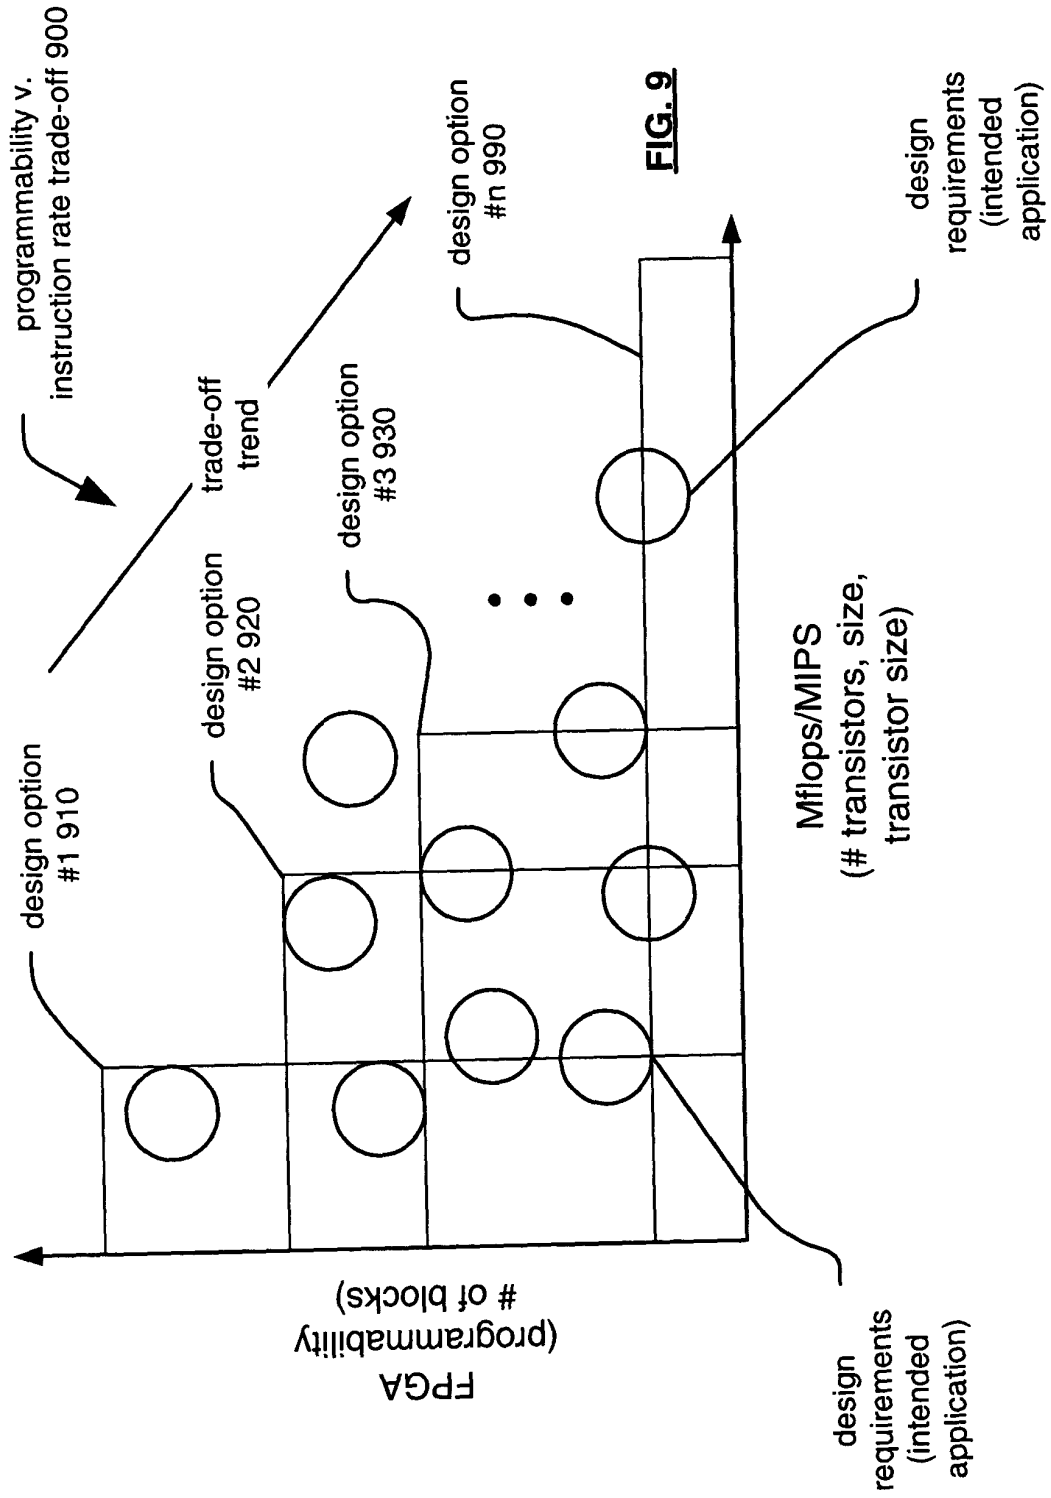 programmability v.
instruction rate trade-off 900
trade-off
trend
design option
#1 910
design option
#2 920
design option
#3 930
design option
#n 990
FPGA
(programmability
# of blocks)
Mflops/MIPS
(# transistors, size,
transistor size)
design
requirements
(intended
application)
design
requirements
(intended
application)
FIG. 9